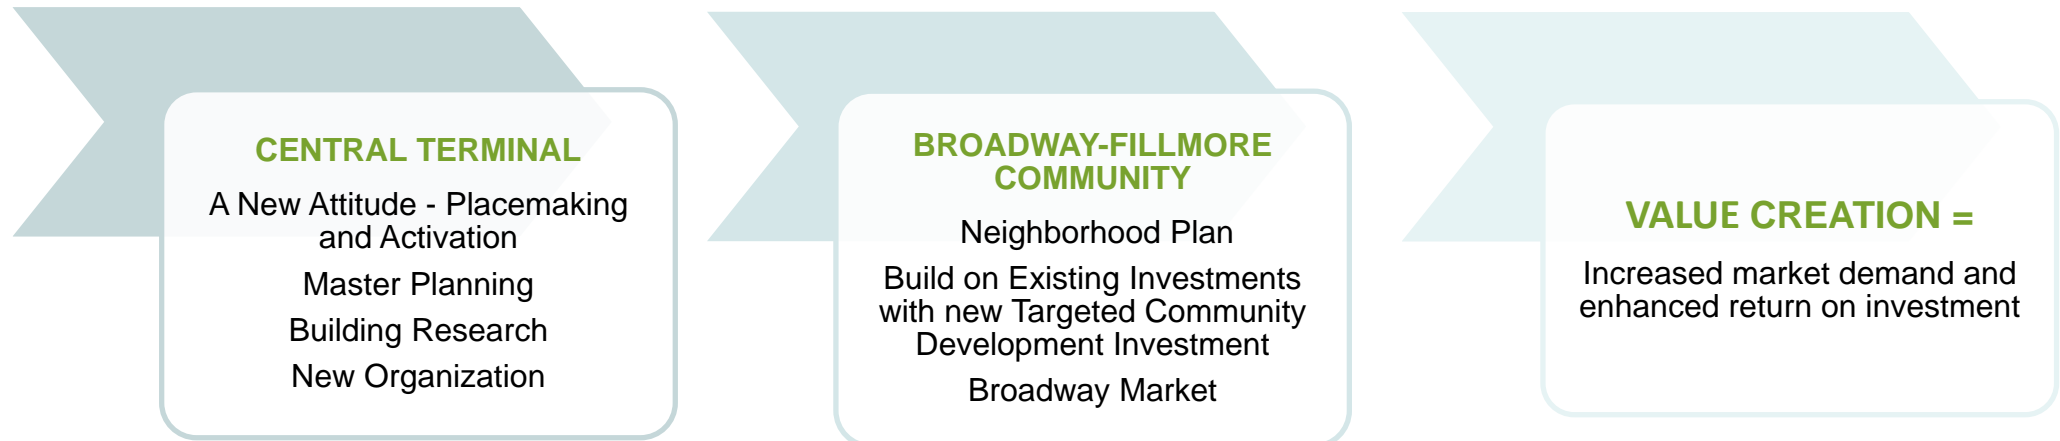 CENTRAL TERMINAL
A New Attitude - Placemaking
and Activation
Master Planning
Building Research
New Organization
BROADWAY-FILLMORE
COMMUNITY
Neighborhood Plan
Build on Existing Investments
with new Targeted Community
Development Investment
Broadway Market
VALUE CREATION =
Increased market demand and
enhanced return on investment